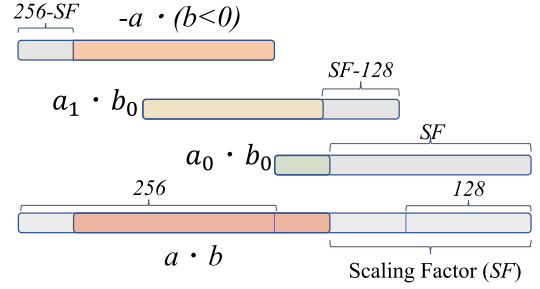 256-SF
-a · (b<0)
SF-128
a₁ · b₀
SF
a₀ · b₀
256
128
a · b
Scaling Factor (SF)